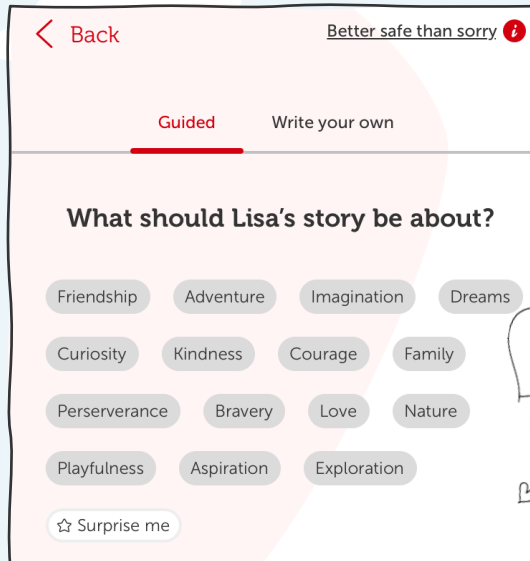 Back
Better safe than sorry i
Guided
Write your own
What should Lisa's story be about?
Friendship
Adventure
Imagination
Dreams
Curiosity
Kindness
Courage
Family
Perserverance
Bravery
Love
Nature
Playfulness
Aspiration
Exploration
Surprise me